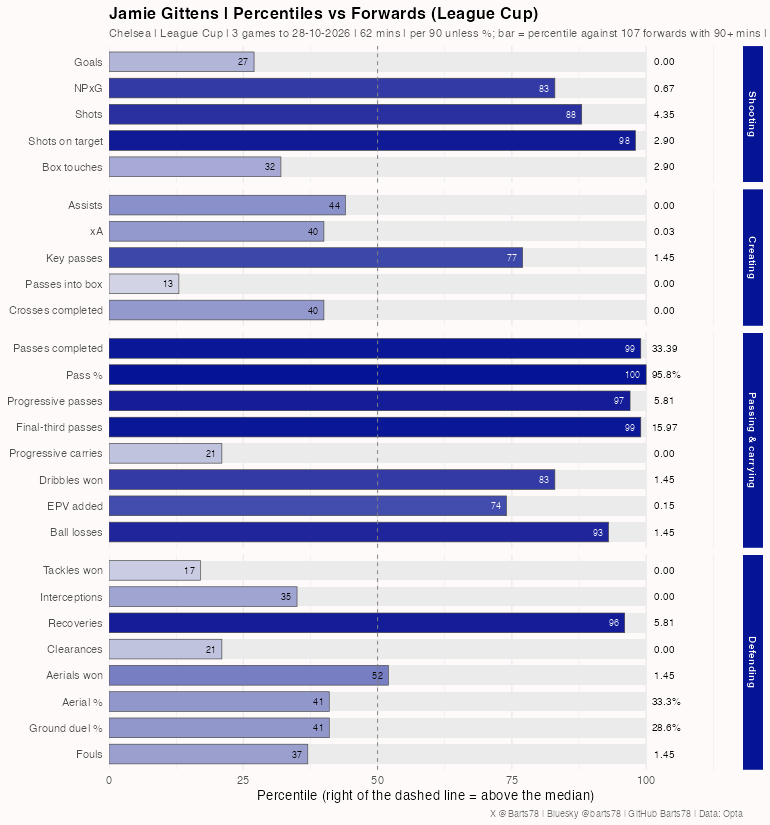 Jamie Gittens | Percentiles vs Forwards (League Cup)
Chelsea | League Cup | 3 games to 28-10-2026 | 62 mins | per 90 unless %; bar = percentile against 107 forwards with 90+ mins |
Goals 27 0.00
NPxG 83 0.67
Shots 88 4.35
Shots on target 98 2.90
Box touches 32 2.90
Shooting
Assists 44 0.00
xA 40 0.03
Key passes 77 1.45
Passes into box 13 0.00
Crosses completed 40 0.00
Creating
Passes completed 99 33.39
Pass % 100 95.8%
Progressive passes 97 5.81
Final-third passes 99 15.97
Progressive carries 21 0.00
Dribbles won 83 1.45
EPV added 74 0.15
Ball losses 93 1.45
Passing & carrying
Tackles won 17 0.00
Interceptions 35 0.00
Recoveries 96 5.81
Clearances 21 0.00
Aerials won 52 1.45
Aerial % 41 33.3%
Ground duel % 41 28.6%
Fouls 37 1.45
Defending
0 25 50 75 100
Percentile (right of the dashed line = above the median)
X @Barts78 | Bluesky @barts78 | GitHub Barts78 | Data: Opta